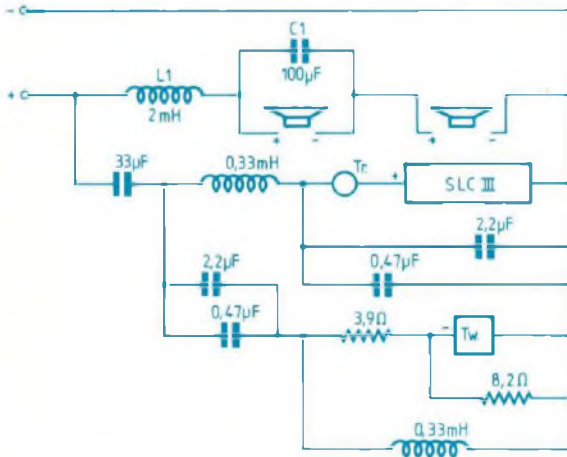 -
C1
100µF
L1
+
2mH
+ -
+ -
33µF
0,33mH
Tr.
+
SLC III
2,2µF
0,47µF
2,2µF
0,47µF
3,9Ω
-
Tw.
8,2Ω
0,33mH